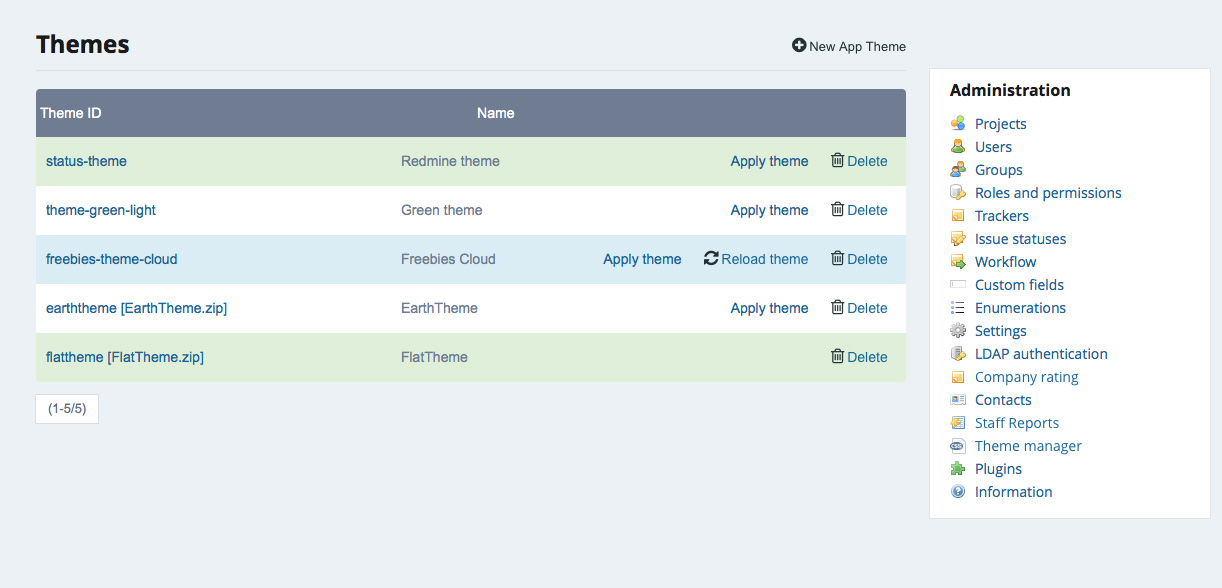 Themes
New App Theme
Theme ID Name
status-theme Redmine theme Apply theme Delete
theme-green-light Green theme Apply theme Delete
freebies-theme-cloud Freebies Cloud Apply theme Reload theme Delete
earththeme [EarthTheme.zip] EarthTheme Apply theme Delete
flattheme [FlatTheme.zip] FlatTheme Delete
(1-5/5)
Administration
Projects
Users
Groups
Roles and permissions
Trackers
Issue statuses
Workflow
Custom fields
Enumerations
Settings
LDAP authentication
Company rating
Contacts
Staff Reports
Theme manager
Plugins
Information